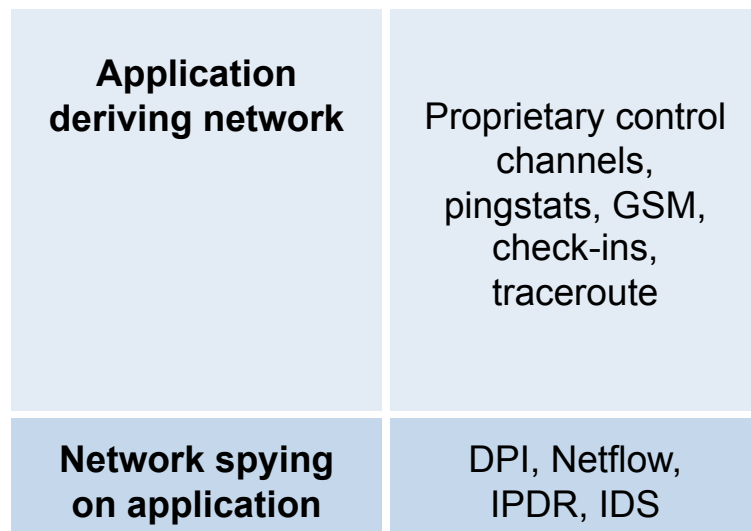 Application
deriving network
Proprietary control
channels,
pingstats, GSM,
check-ins,
traceroute
Network spying
on application
DPI, Netflow,
IPDR, IDS